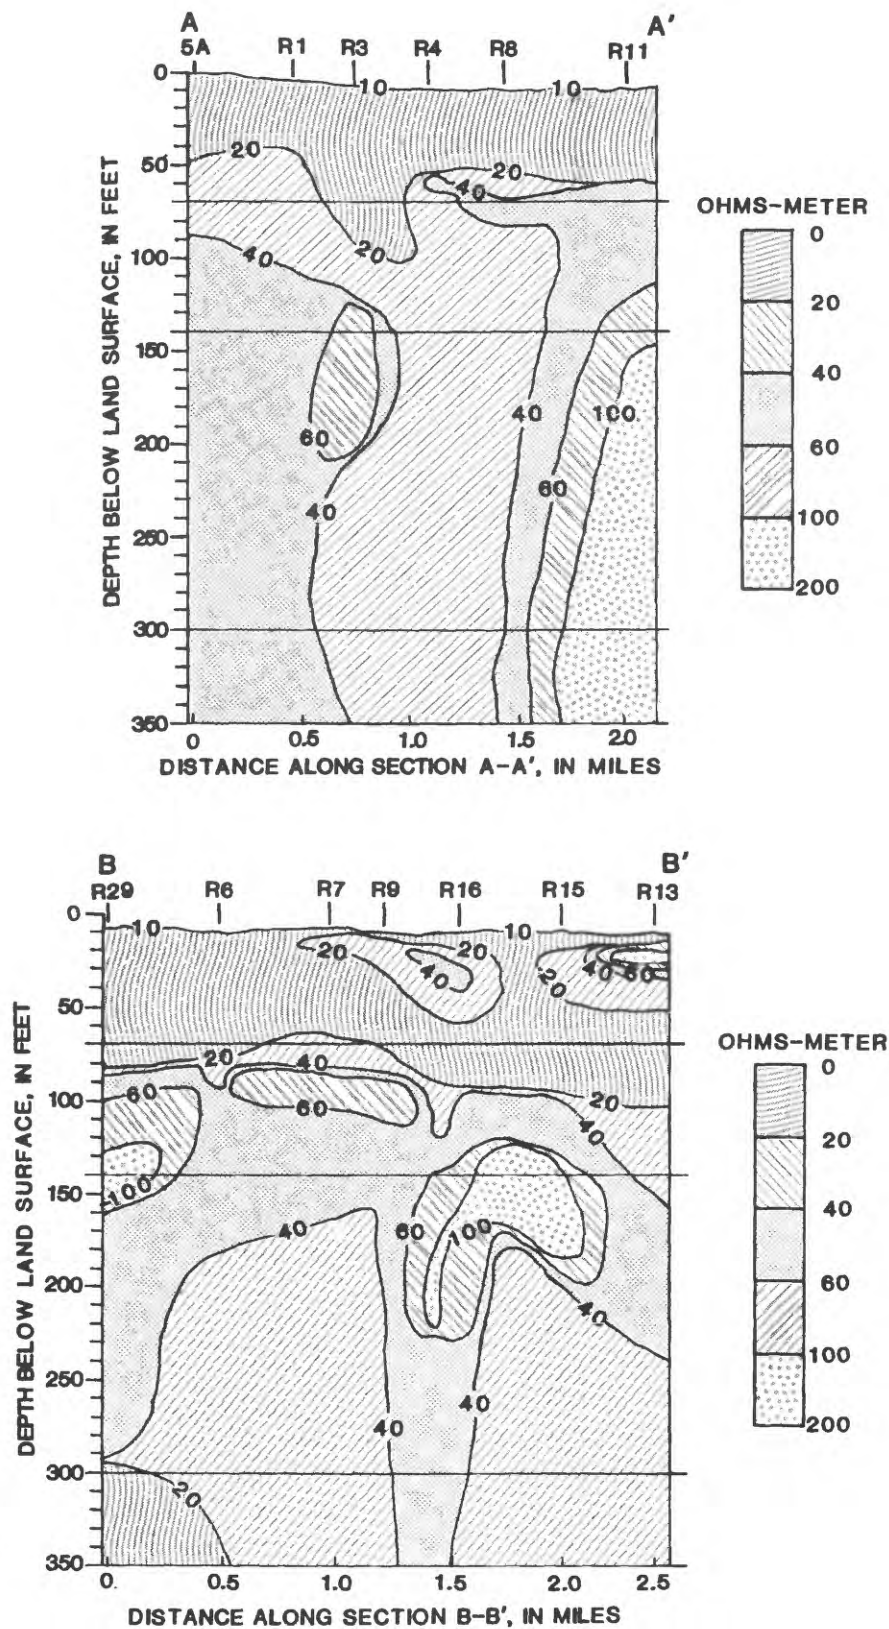 A A′
5A R1 R3 R4 R8 R11
0 10 10
20 20
50
40
OHMS-METER
0
DEPTH BELOW LAND SURFACE, IN FEET
100 40 20
20
150
40
200 60 40 100
60
40 60
250
100
300
200
350
0 0.5 1.0 1.5 2.0
DISTANCE ALONG SECTION A-A′, IN MILES
B B′
R29 R6 R7 R9 R16 R15 R13
0 10 10
20 20
40 20 40 60
50
OHMS-METER
0
DEPTH BELOW LAND SURFACE, IN FEET
20 40
100 60 60 20
40
20
150 100
40 60 100
40
200
40
60
250
40 40
100
300
20
200
350
0. 0.5 1.0 1.5 2.0 2.5
DISTANCE ALONG SECTION B-B′, IN MILES